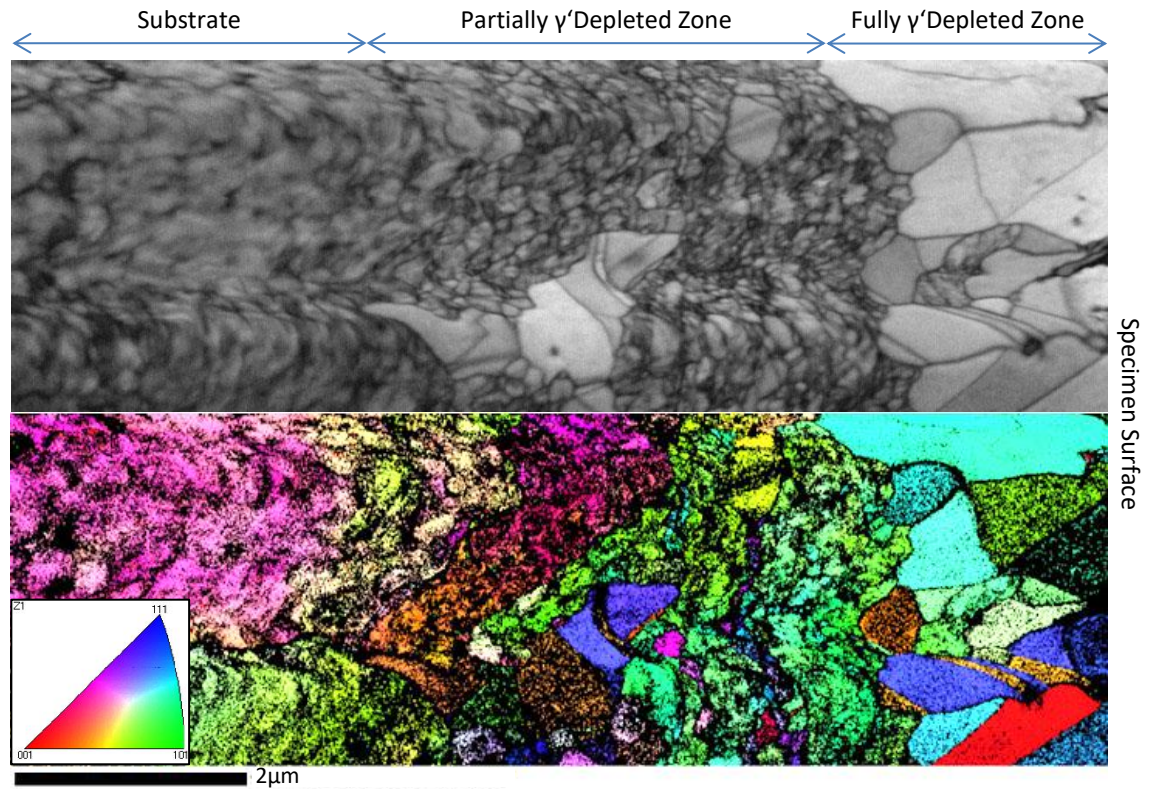 Substrate
Partially γ‘Depleted Zone
Fully γ‘Depleted Zone
Specimen Surface
Z1
111
001
101
2µm